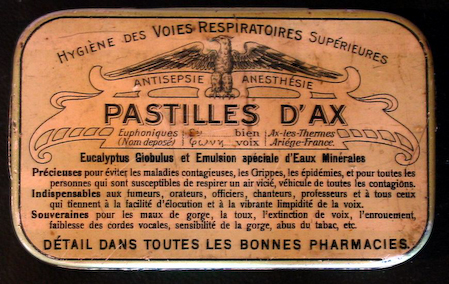 HYGIÈNE DES VOIES RESPIRATOIRES SUPÉRIEURES
ANTISEPSIE ANESTHÉSIE
PASTILLES D'AX
Euphoniques ευ bien Ax-les-Thermes
(Nom déposé) φωνη voix Ariège-France.
Eucalyptus Globulus et Emulsion spéciale d'Eaux Minérales
Précieuses pour éviter les maladies contagieuses, les Grippes, les épidémies, et pour toutes les
personnes qui sont susceptibles de respirer un air vicié, véhicule de toutes les contagions.
Indispensables aux fumeurs, orateurs, officiers, chanteurs, professeurs et à tous ceux
qui tiennent à la facilité d'élocution et à la vibrante limpidité de la voix.
Souveraines pour les maux de gorge, la toux, l'extinction de voix, l'enrouement,
faiblesse des cordes vocales, sensibilité de la gorge, abus du tabac, etc.
DÉTAIL DANS TOUTES LES BONNES PHARMACIES.